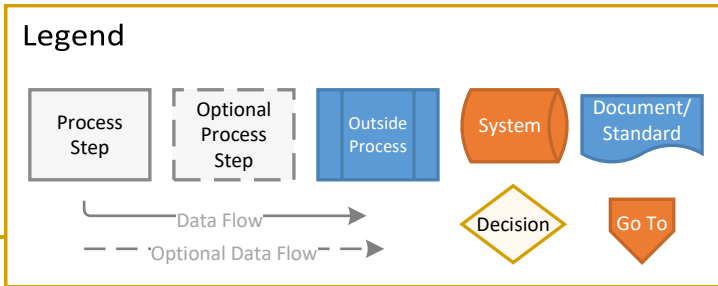 Legend
Process
Step
Optional
Process
Step
Outside
Process
System
Document/
Standard
Data Flow
Optional Data Flow
Decision
Go To